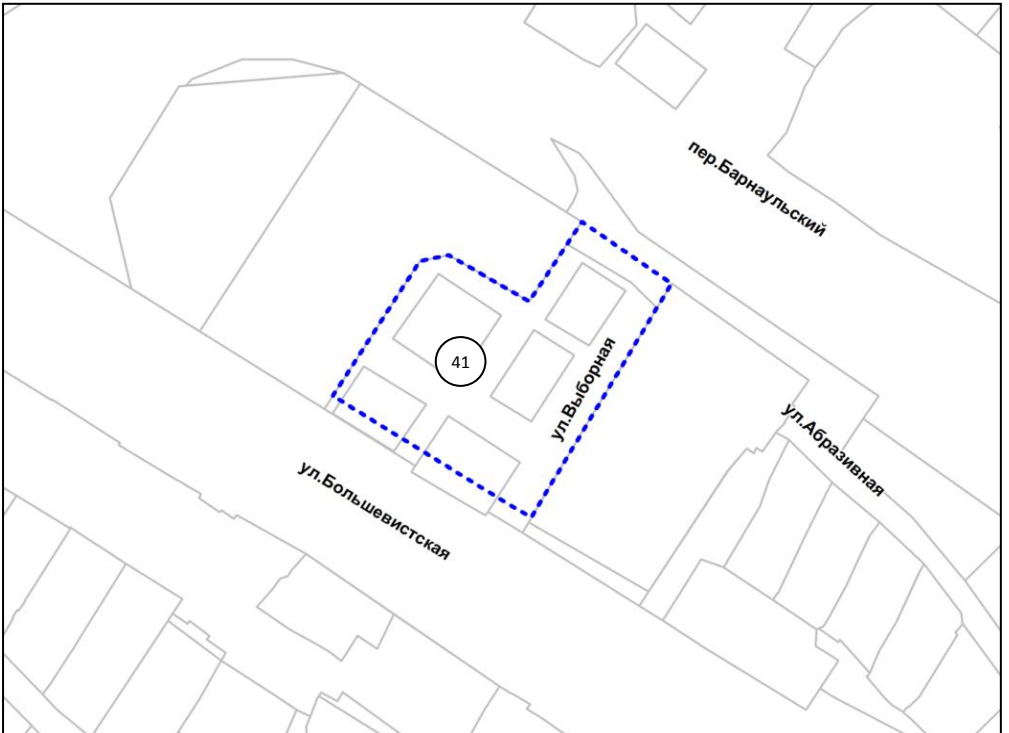 пер.Барнаульский
41
ул.Выборная
ул.Абразивная
ул.Большевистская